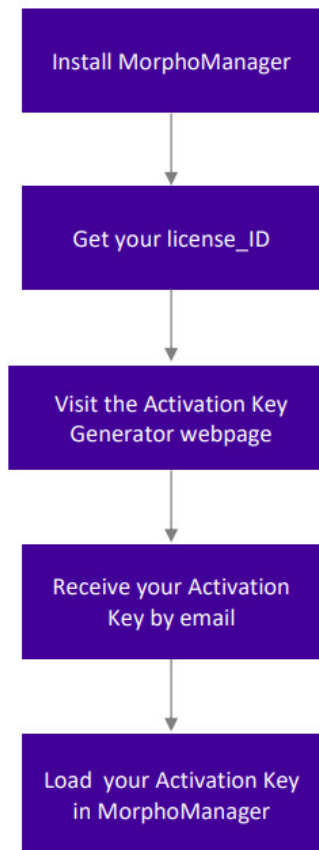 Install MorphoManager
Get your license_ID
Visit the Activation Key
Generator webpage
Receive your Activation
Key by email
Load your Activation Key
in MorphoManager